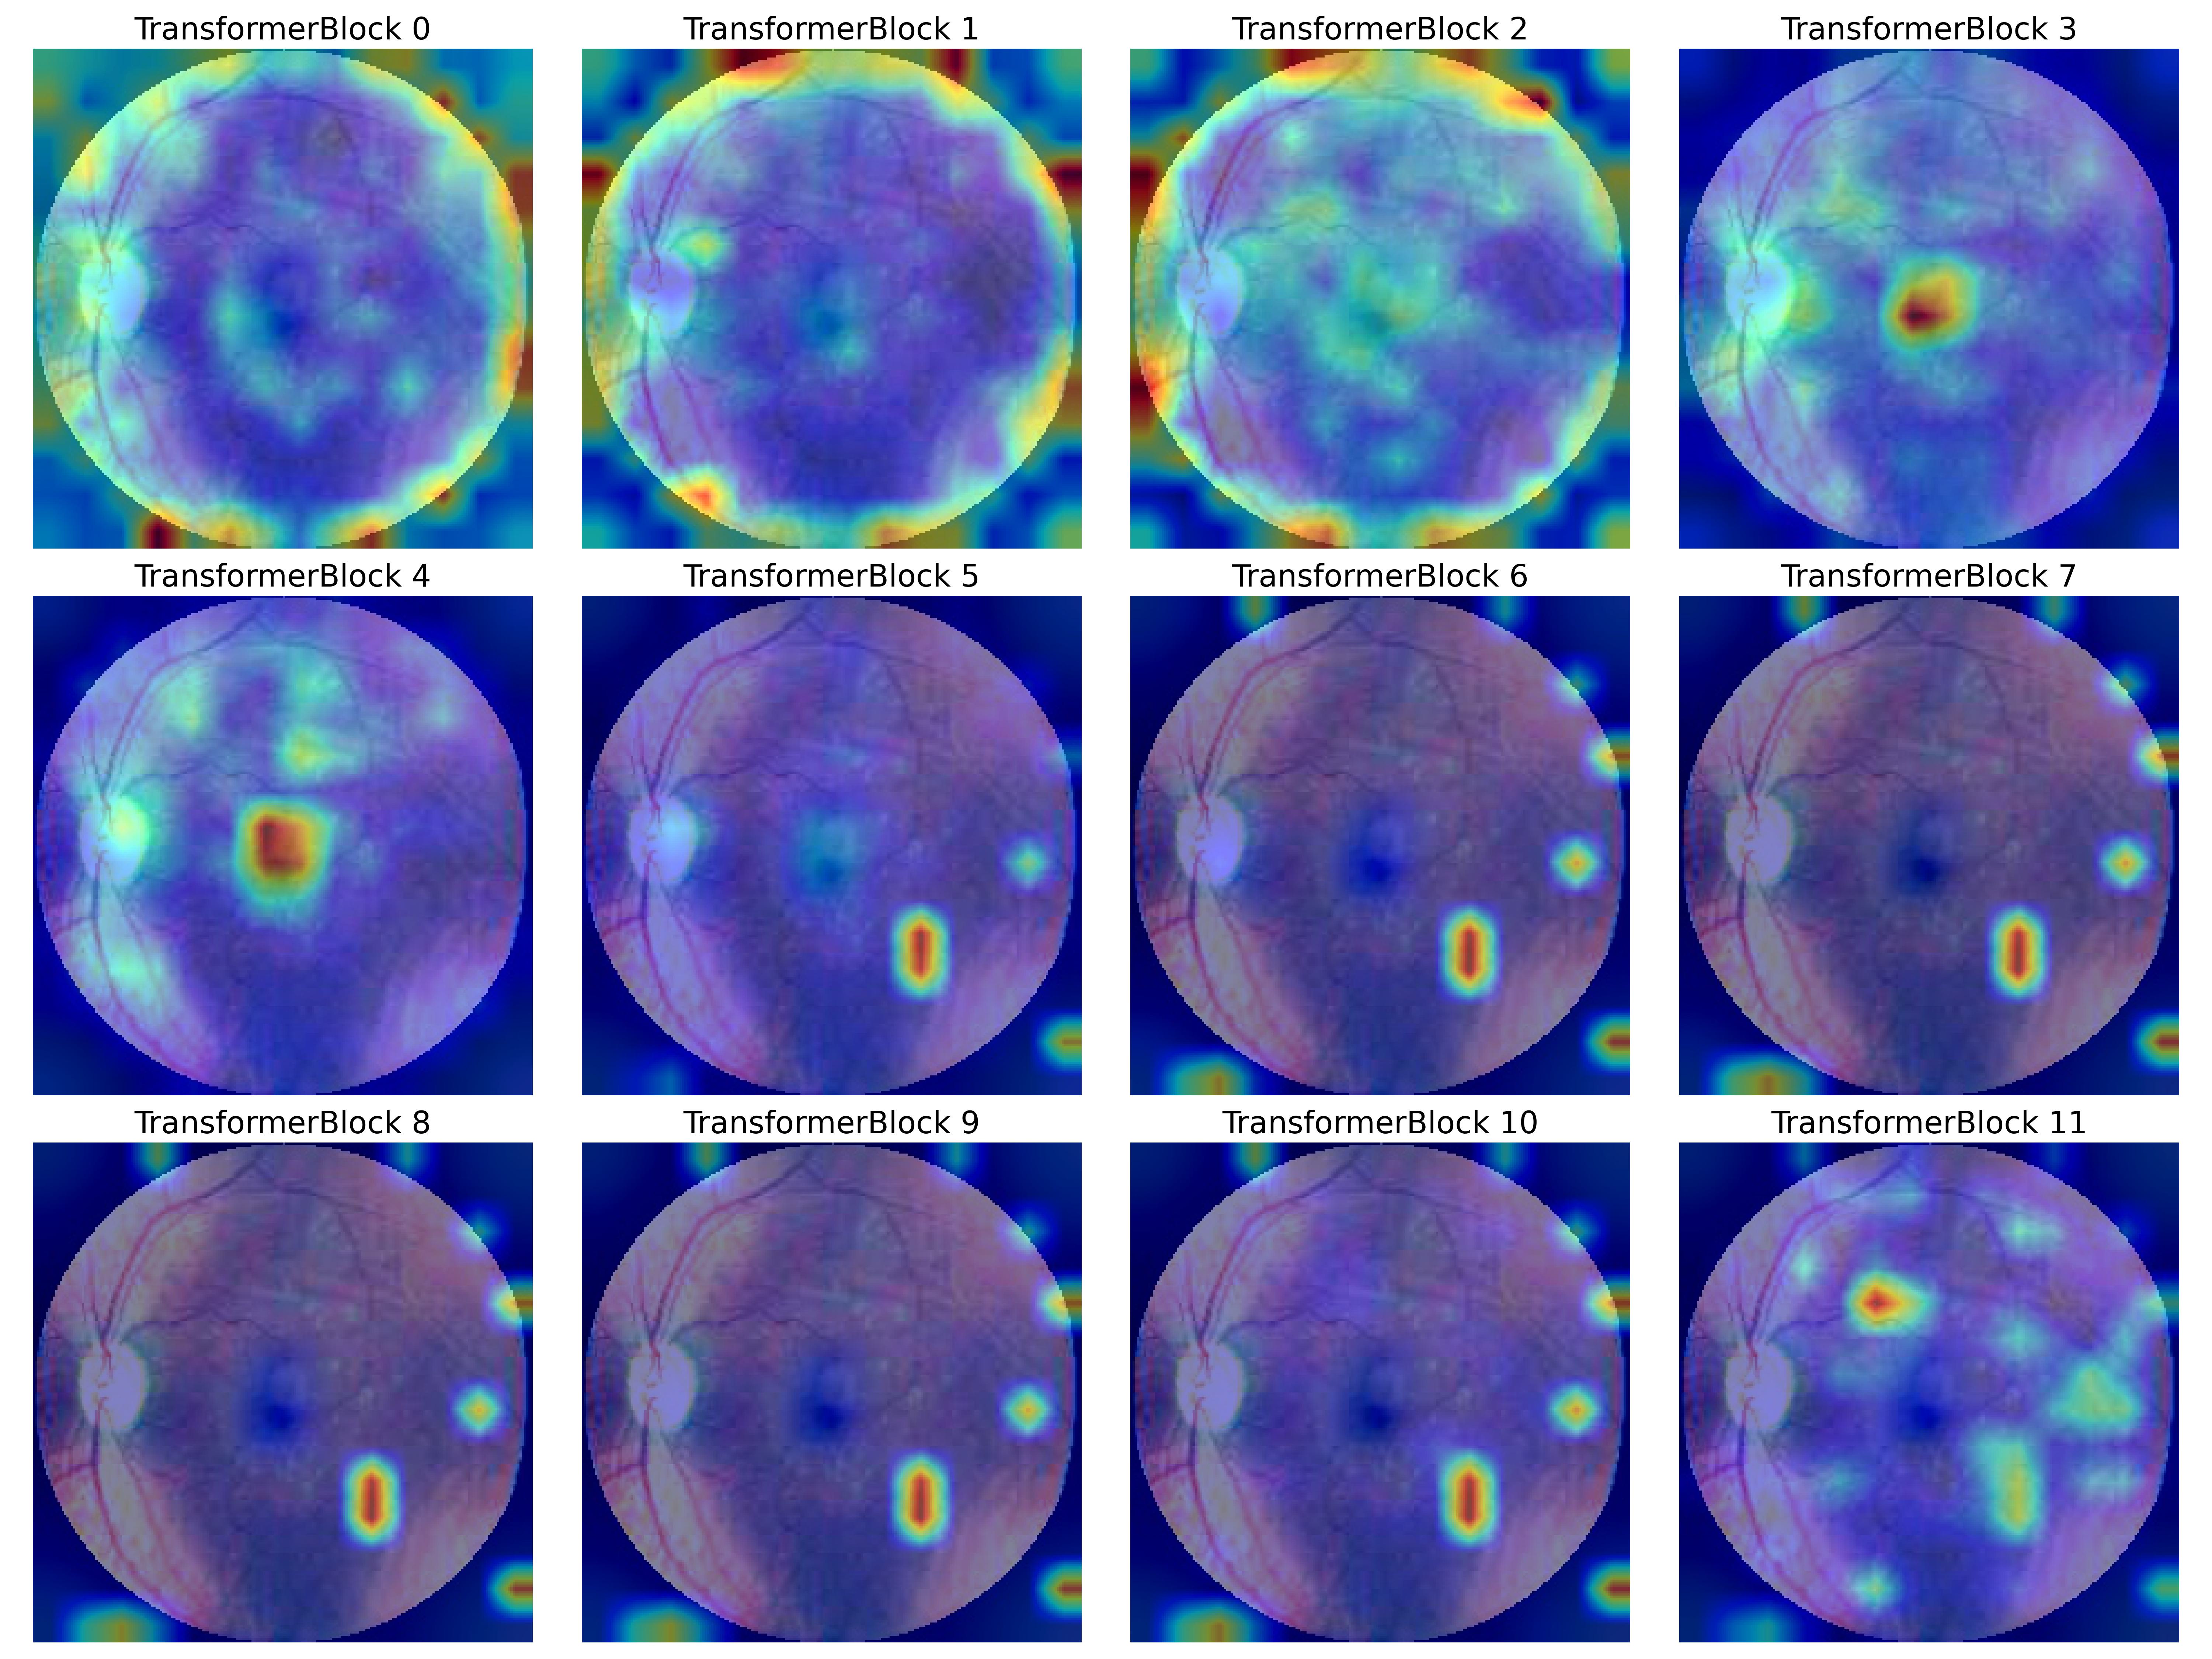 TransformerBlock 0
TransformerBlock 1
TransformerBlock 2
TransformerBlock 3
TransformerBlock 4
TransformerBlock 5
TransformerBlock 6
TransformerBlock 7
TransformerBlock 8
TransformerBlock 9
TransformerBlock 10
TransformerBlock 11